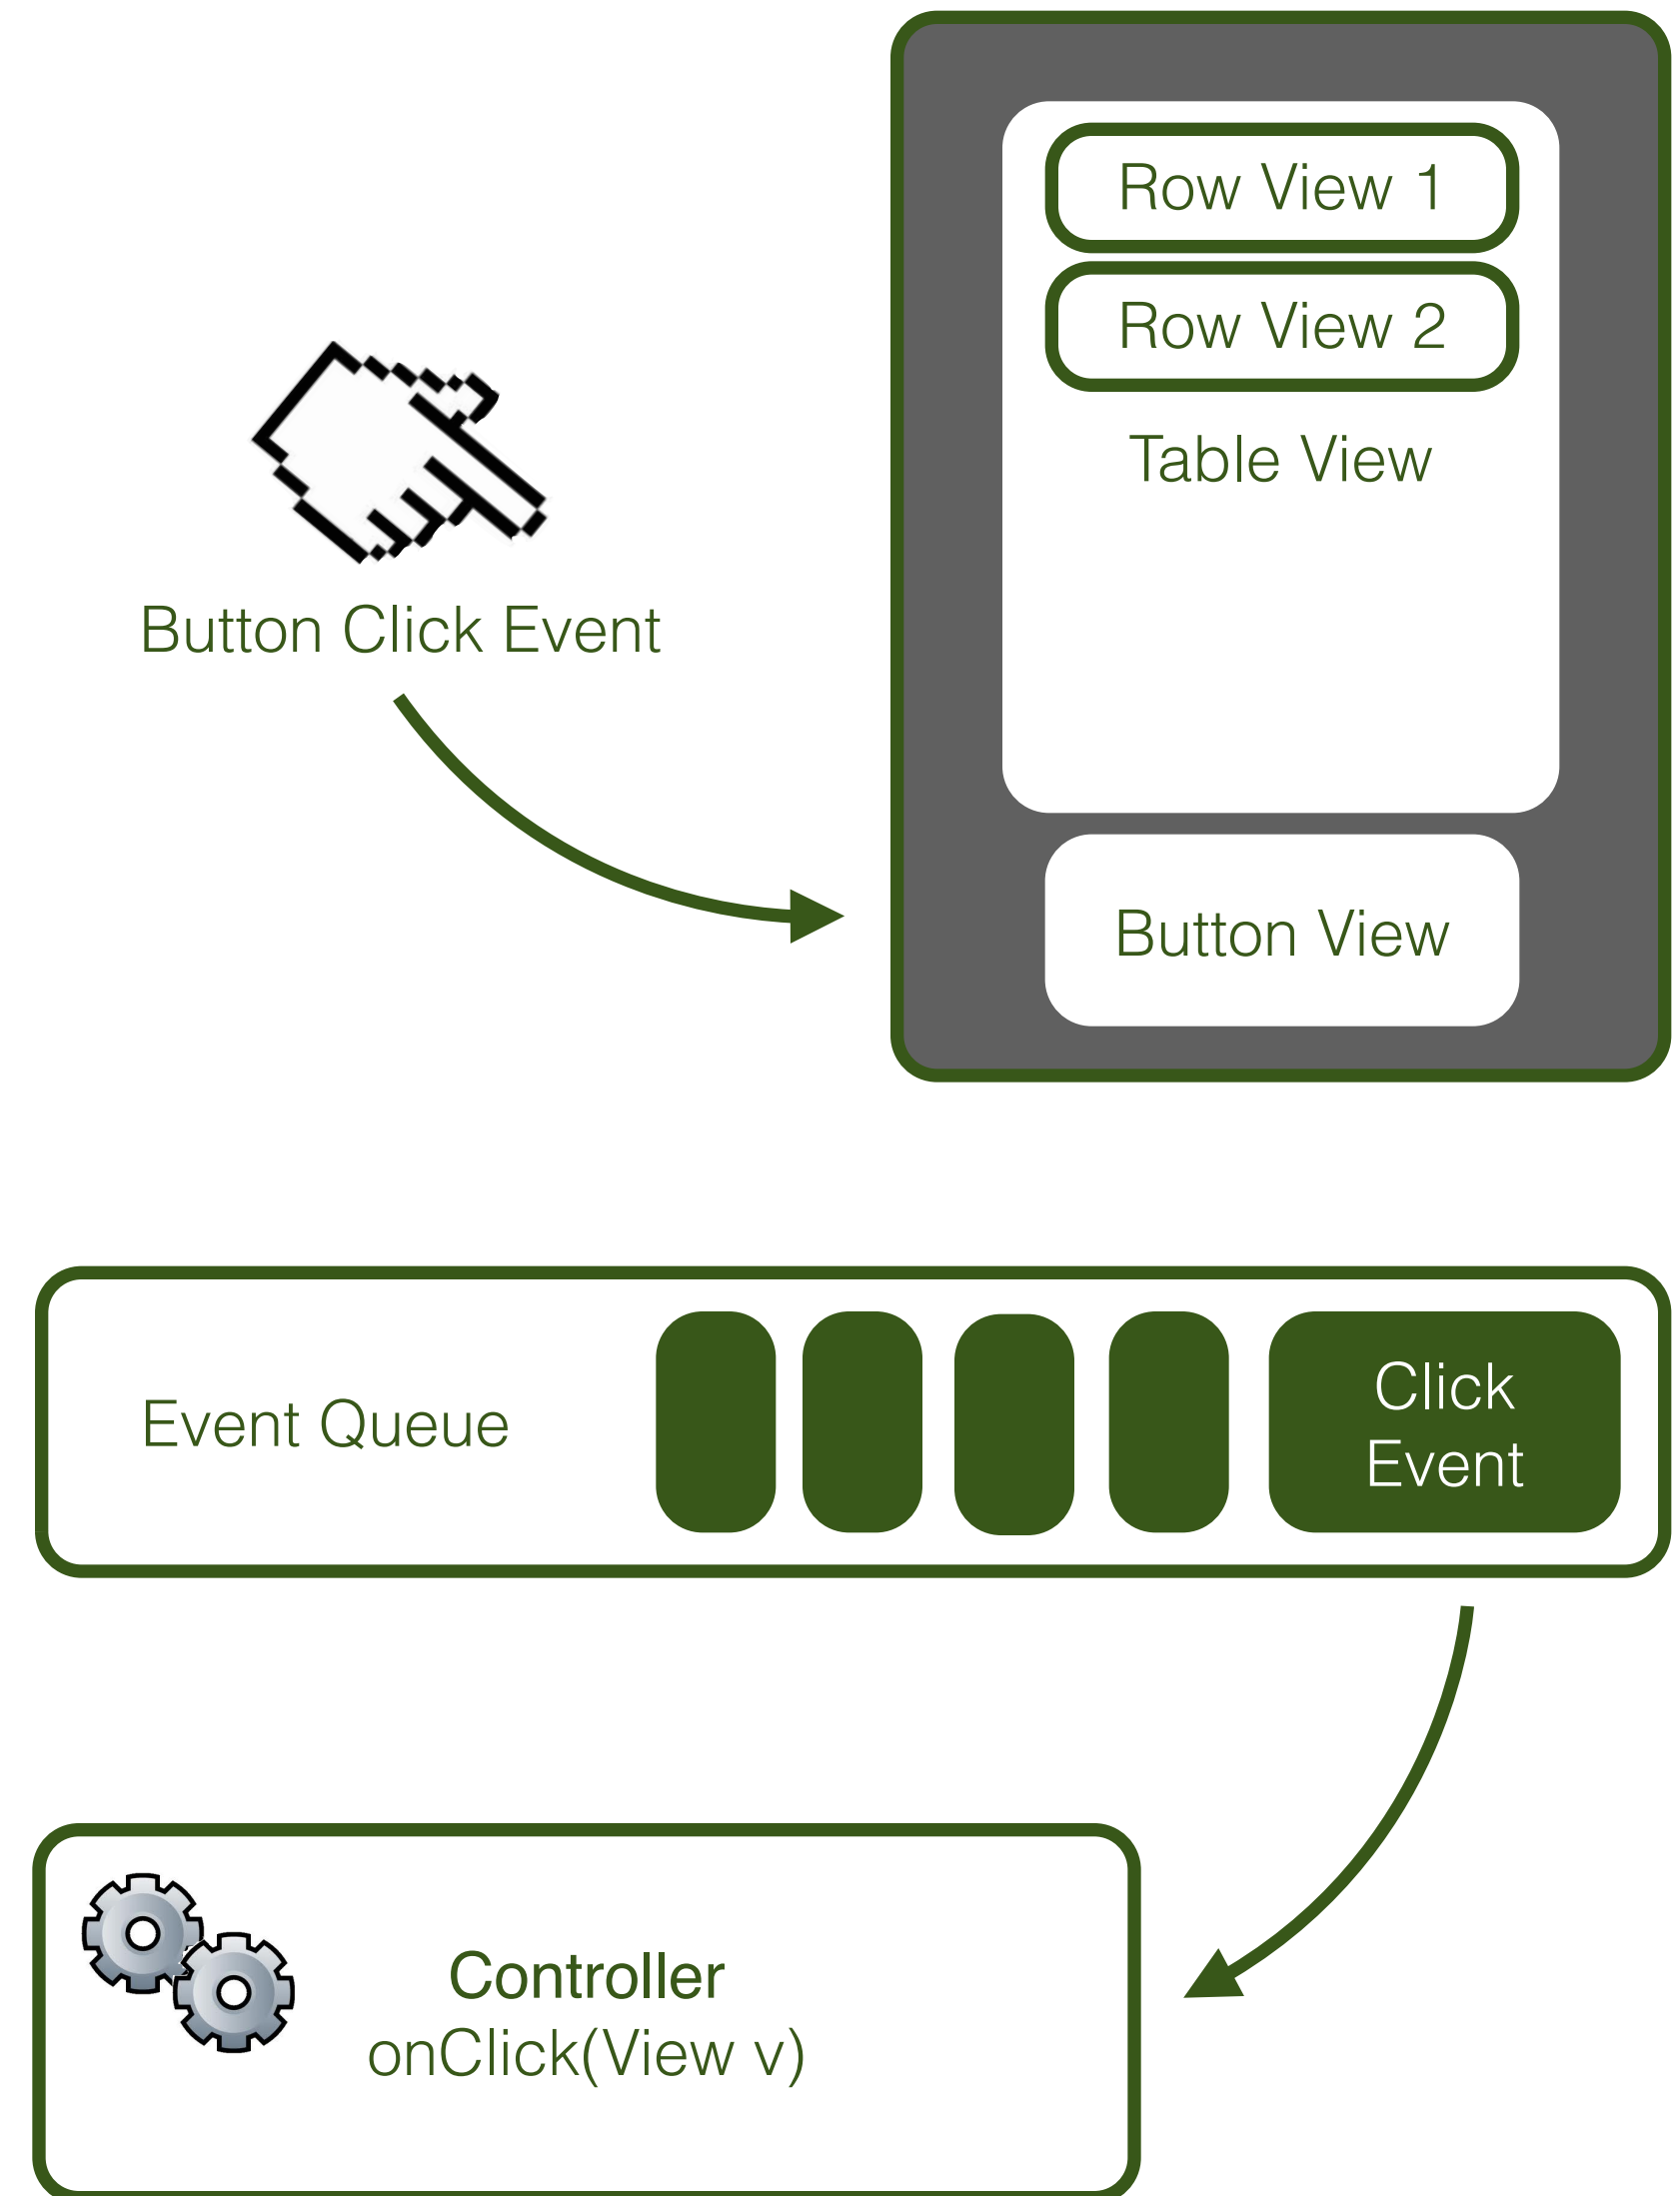 Row View 1
Row View 2
Table View
Button Click Event
Button View
Event Queue
Click
Event
Controller
onClick(View v)